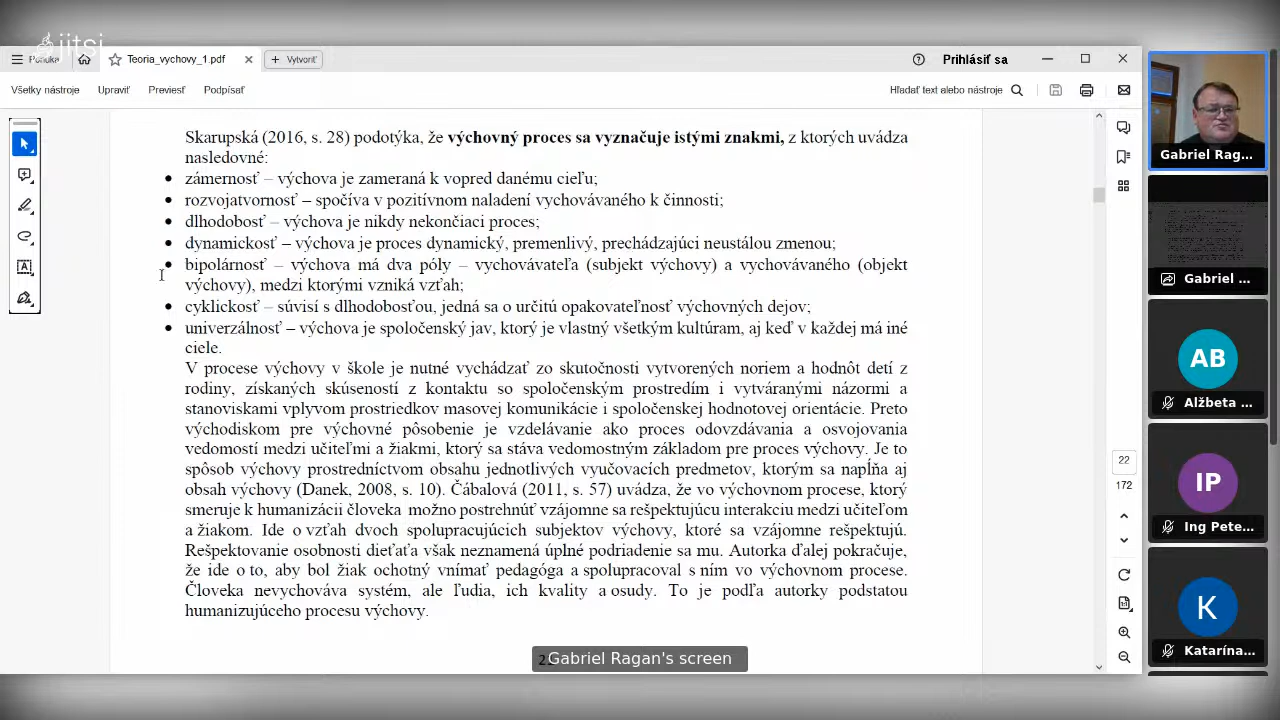 jitsi
Ponuka
Teoria_vychovy_1.pdf
Vytvoriť
Prihlásiť sa
Všetky nástroje
Upraviť
Previesť
Podpísať
Hľadať text alebo nástroje
Skarupská (2016, s. 28) podotýka, že výchovný proces sa vyznačuje istými znakmi, z ktorých uvádza
nasledovné:
• zámernosť – výchova je zameraná k vopred danému cieľu;
• rozvojatvornosť – spočíva v pozitívnom naladení vychovávaného k činnosti;
• dlhodobosť – výchova je nikdy nekončiaci proces;
• dynamickosť – výchova je proces dynamický, premenlivý, prechádzajúci neustálou zmenou;
• bipolárnosť – výchova má dva póly – vychovávateľa (subjekt výchovy) a vychovávaného (objekt
výchovy), medzi ktorými vzniká vzťah;
• cyklickosť – súvisí s dlhodobosťou, jedná sa o určitú opakovateľnosť výchovných dejov;
• univerzálnosť – výchova je spoločenský jav, ktorý je vlastný všetkým kultúram, aj keď v každej má iné
ciele.
V procese výchovy v škole je nutné vychádzať zo skutočnosti vytvorených noriem a hodnôt detí z
rodiny, získaných skúseností z kontaktu so spoločenským prostredím i vytváranými názormi a
stanoviskami vplyvom prostriedkov masovej komunikácie i spoločenskej hodnotovej orientácie. Preto
východiskom pre výchovné pôsobenie je vzdelávanie ako proces odovzdávania a osvojovania
vedomostí medzi učiteľmi a žiakmi, ktorý sa stáva vedomostným základom pre proces výchovy. Je to
spôsob výchovy prostredníctvom obsahu jednotlivých vyučovacích predmetov, ktorým sa napĺňa aj
obsah výchovy (Danek, 2008, s. 10). Čábalová (2011, s. 57) uvádza, že vo výchovnom procese, ktorý
smeruje k humanizácii človeka možno postrehnúť vzájomne sa rešpektujúcu interakciu medzi učiteľom
a žiakom. Ide o vzťah dvoch spolupracujúcich subjektov výchovy, ktoré sa vzájomne rešpektujú.
Rešpektovanie osobnosti dieťaťa však neznamená úplné podriadenie sa mu. Autorka ďalej pokračuje,
že ide o to, aby bol žiak ochotný vnímať pedagóga a spolupracoval s ním vo výchovnom procese.
Človeka nevychováva systém, ale ľudia, ich kvality a osudy. To je podľa autorky podstatou
humanizujúceho procesu výchovy.
Gabriel Ragan's screen
22
172
Gabriel Rag...
Gabriel ...
AB
Alžbeta ...
IP
Ing Pete...
K
Katarína...